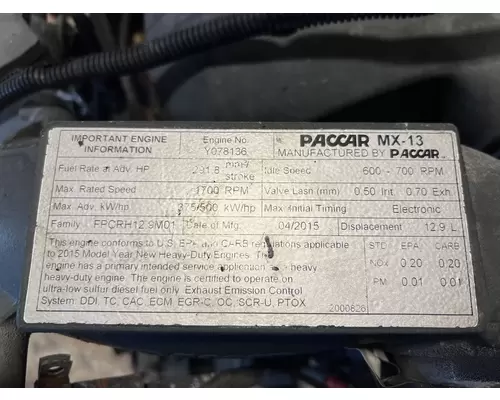 IMPORTANT ENGINE INFORMATION
Engine No. Y078136
PACCAR MX-13
MANUFACTURED BY PACCAR
Fuel Rate at Adv. HP 291.8 mm3/ stroke
Idle Speed 600 - 700 RPM
Max. Rated Speed 1700 RPM
Valve Lash (mm) 0.50 Int. 0.70 Exh.
Max. Adv. kW/hp 375/500 kW/hp
Max. Initial Timing Electronic
Family FPCRH12.9M01 Date of Mfg. 04/2015 Displacement 12.9 L
This engine conforms to U.S. EPA and CARB regulations applicable
to 2015 Model Year New Heavy-Duty Engines. This
engine has a primary intended service application as a heavy
heavy-duty engine. The engine is certified to operate on
ultra-low sulfur diesel fuel only. Exhaust Emission Control
System: DDI, TC, CAC, ECM, EGR-C, OC, SCR-U, PTOX
STD EPA CARB
NOx 0.20 0.20
PM 0.01 0.01
2000826